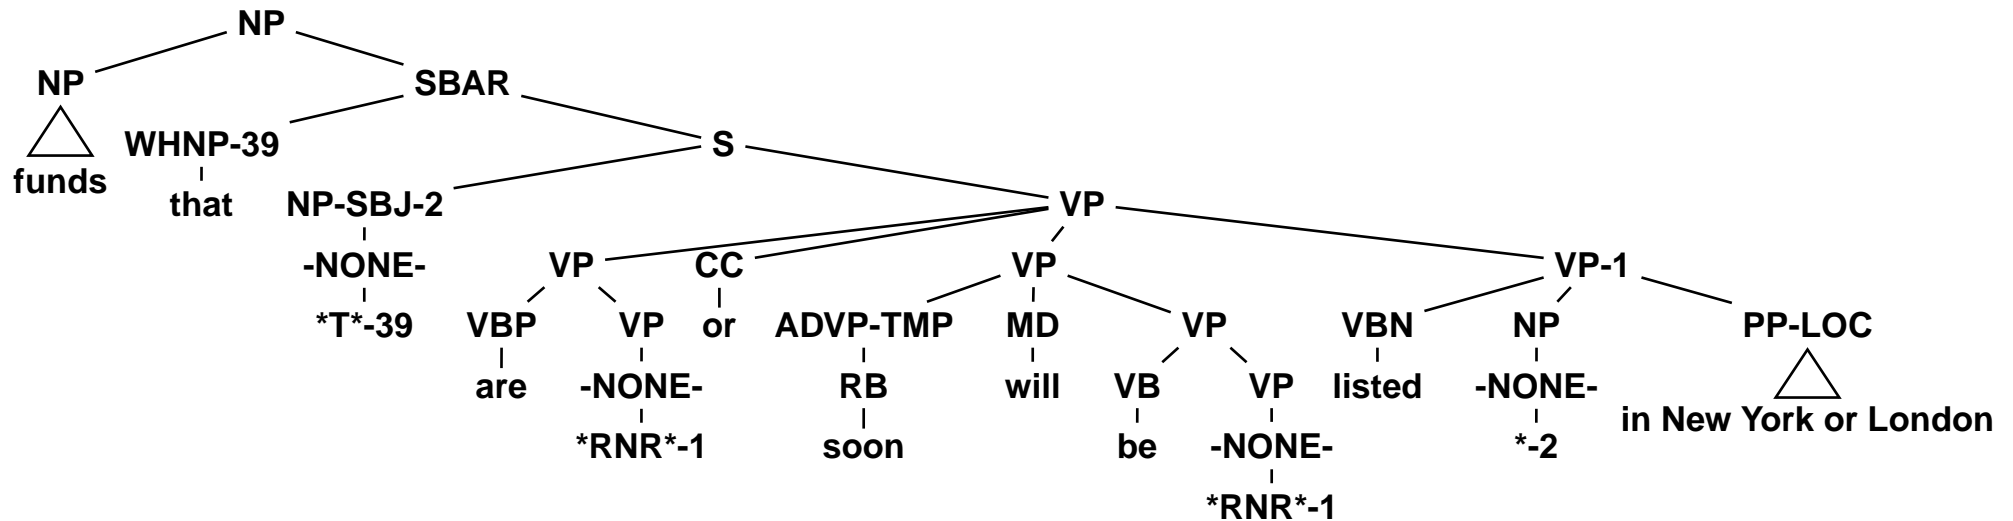 NP
NP SBAR
WHNP-39 S
funds
that NP-SBJ-2 VP
-NONE- VP CC VP VP-1
*T*-39 VBP VP or ADVP-TMP MD VP VBN NP PP-LOC
are -NONE- RB will VB VP listed -NONE-
in New York or London
*RNR*-1 soon be -NONE- *-2
*RNR*-1